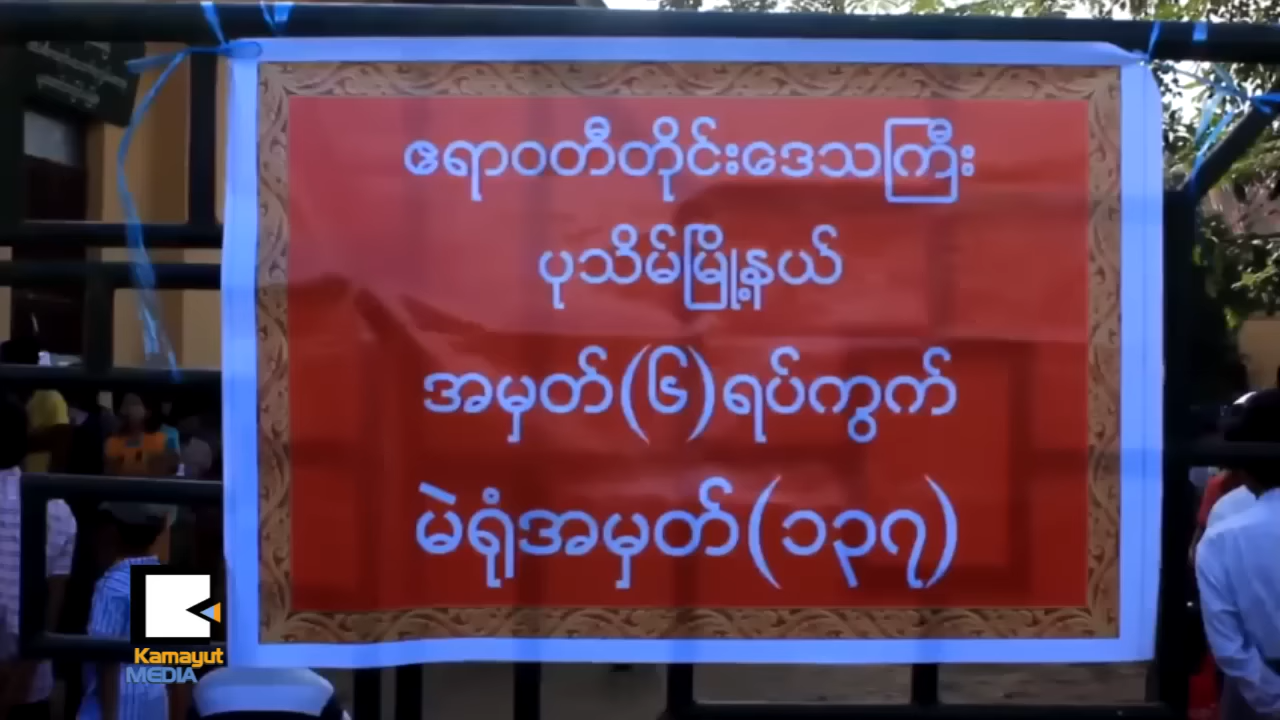 ဧရာဝတီတိုင်းဒေသကြီး
ပုသိမ်မြို့နယ်
အမှတ်(၆)ရပ်ကွက်
မဲရုံအမှတ်(၁၃၇)
Kamayut
MEDIA